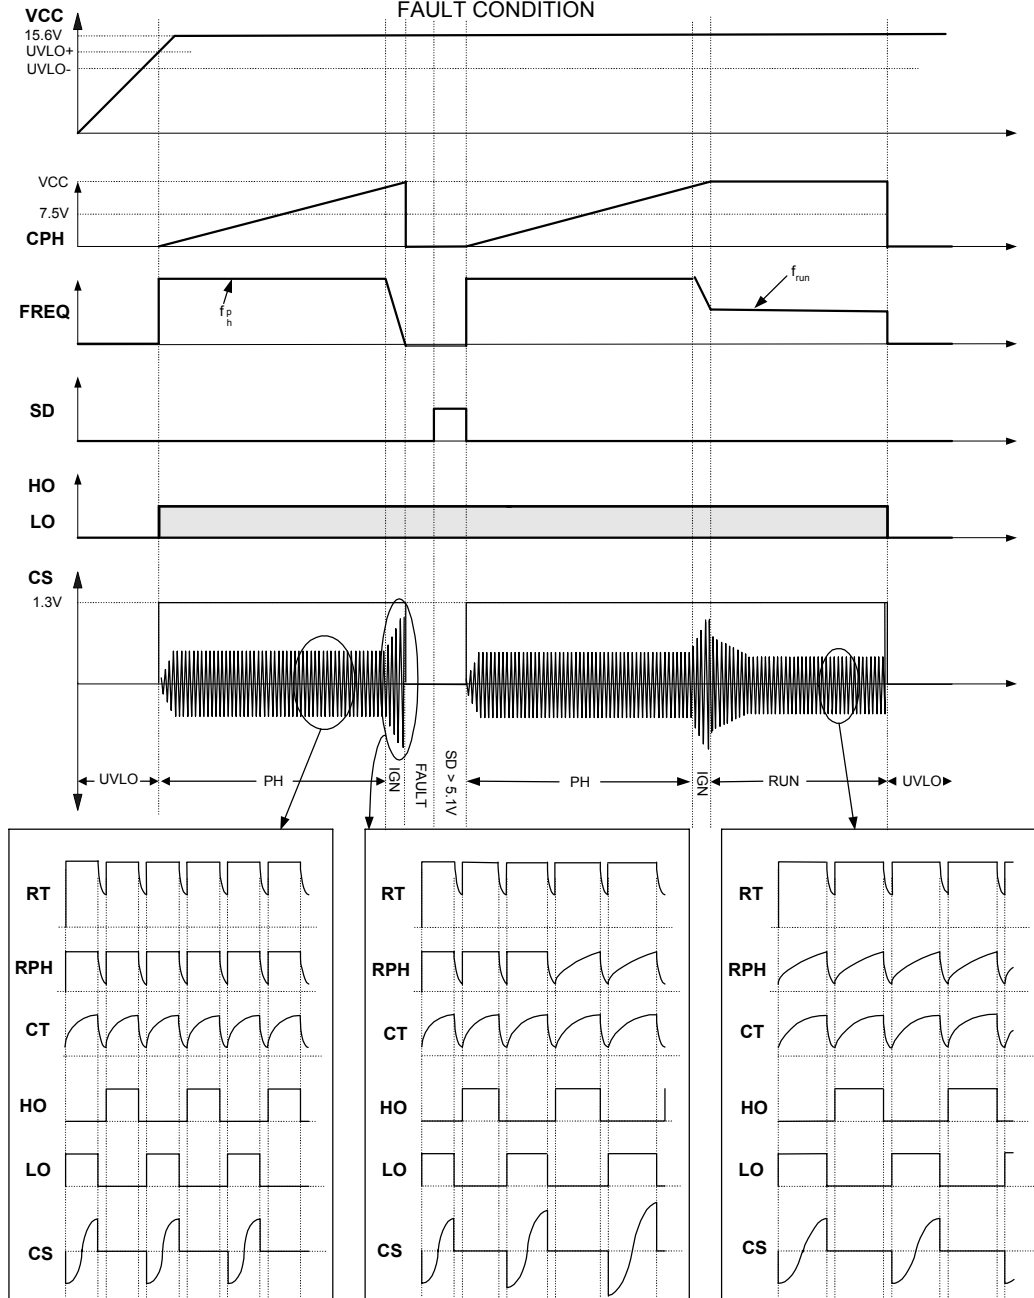 FAULT CONDITION
VCC
15.6V
UVLO+
UVLO-
VCC
7.5V
CPH
FREQ
fph
frun
SD
HO
LO
CS
1.3V
UVLO
PH
IGN
FAULT
SD > 5.1V
PH
IGN
RUN
UVLO
RT
RPH
CT
HO
LO
CS
RT
RPH
CT
HO
LO
CS
RT
RPH
CT
HO
LO
CS